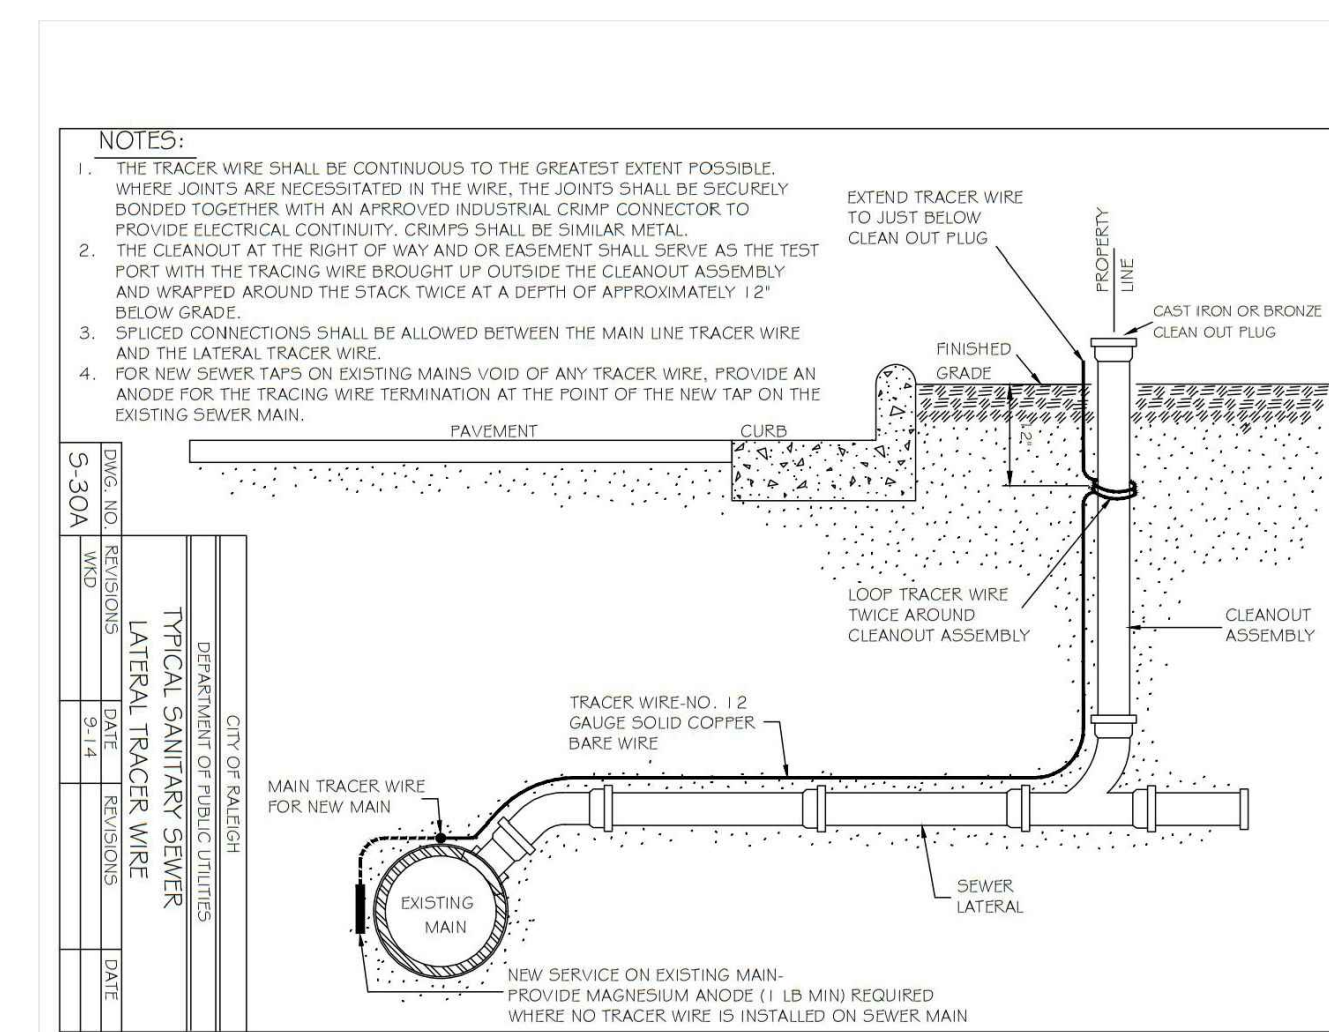 NOTES:
1. THE TRACER WIRE SHALL BE CONTINUOUS TO THE GREATEST EXTENT POSSIBLE.
WHERE JOINTS ARE NECESSITATED IN THE WIRE, THE JOINTS SHALL BE SECURELY
BONDED TOGETHER WITH AN APRROVED INDUSTRIAL CRIMP CONNECTOR TO
PROVIDE ELECTRICAL CONTINUITY. CRIMPS SHALL BE SIMILAR METAL.
2. THE CLEANOUT AT THE RIGHT OF WAY AND OR EASEMENT SHALL SERVE AS THE TEST
PORT WITH THE TRACING WIRE BROUGHT UP OUTSIDE THE CLEANOUT ASSEMBLY
AND WRAPPED AROUND THE STACK TWICE AT A DEPTH OF APPROXIMATELY 12"
BELOW GRADE.
3. SPLICED CONNECTIONS SHALL BE ALLOWED BETWEEN THE MAIN LINE TRACER WIRE
AND THE LATERAL TRACER WIRE.
4. FOR NEW SEWER TAPS ON EXISTING MAINS VOID OF ANY TRACER WIRE, PROVIDE AN
ANODE FOR THE TRACING WIRE TERMINATION AT THE POINT OF THE NEW TAP ON THE
EXISTING SEWER MAIN.
EXTEND TRACER WIRE
TO JUST BELOW
CLEAN OUT PLUG
PROPERTY
LINE
CAST IRON OR BRONZE
CLEAN OUT PLUG
FINISHED
GRADE
12"
PAVEMENT
CURB
LOOP TRACER WIRE
TWICE AROUND
CLEANOUT ASSEMBLY
CLEANOUT
ASSEMBLY
TRACER WIRE-NO. 12
GAUGE SOLID COPPER
BARE WIRE
MAIN TRACER WIRE
FOR NEW MAIN
EXISTING
MAIN
SEWER
LATERAL
NEW SERVICE ON EXISTING MAIN-
PROVIDE MAGNESIUM ANODE (1 LB MIN) REQUIRED
WHERE NO TRACER WIRE IS INSTALLED ON SEWER MAIN
CITY OF RALEIGH
DEPARTMENT OF PUBLIC UTILITIES
TYPICAL SANITARY SEWER
LATERAL TRACER WIRE
DWG. NO. REVISIONS DATE REVISIONS DATE
S-30A WKD 9-14